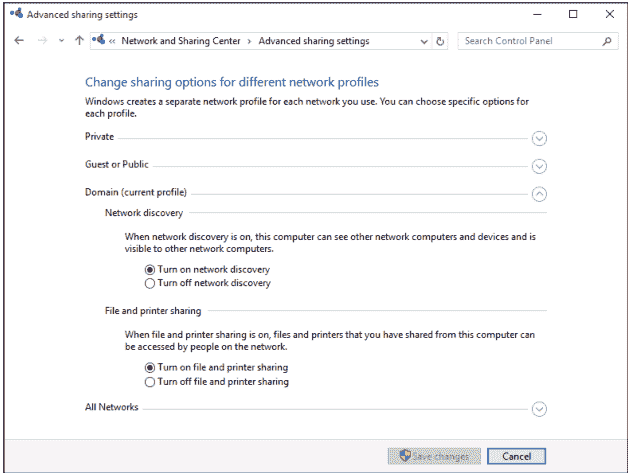 Advanced sharing settings
« Network and Sharing Center > Advanced sharing settings
Search Control Panel
Change sharing options for different network profiles
Windows creates a separate network profile for each network you use. You can choose specific options for
each profile.
Private
Guest or Public
Domain (current profile)
Network discovery
When network discovery is on, this computer can see other network computers and devices and is
visible to other network computers.
Turn on network discovery
Turn off network discovery
File and printer sharing
When file and printer sharing is on, files and printers that you have shared from this computer can
be accessed by people on the network.
Turn on file and printer sharing
Turn off file and printer sharing
All Networks
Save changes
Cancel